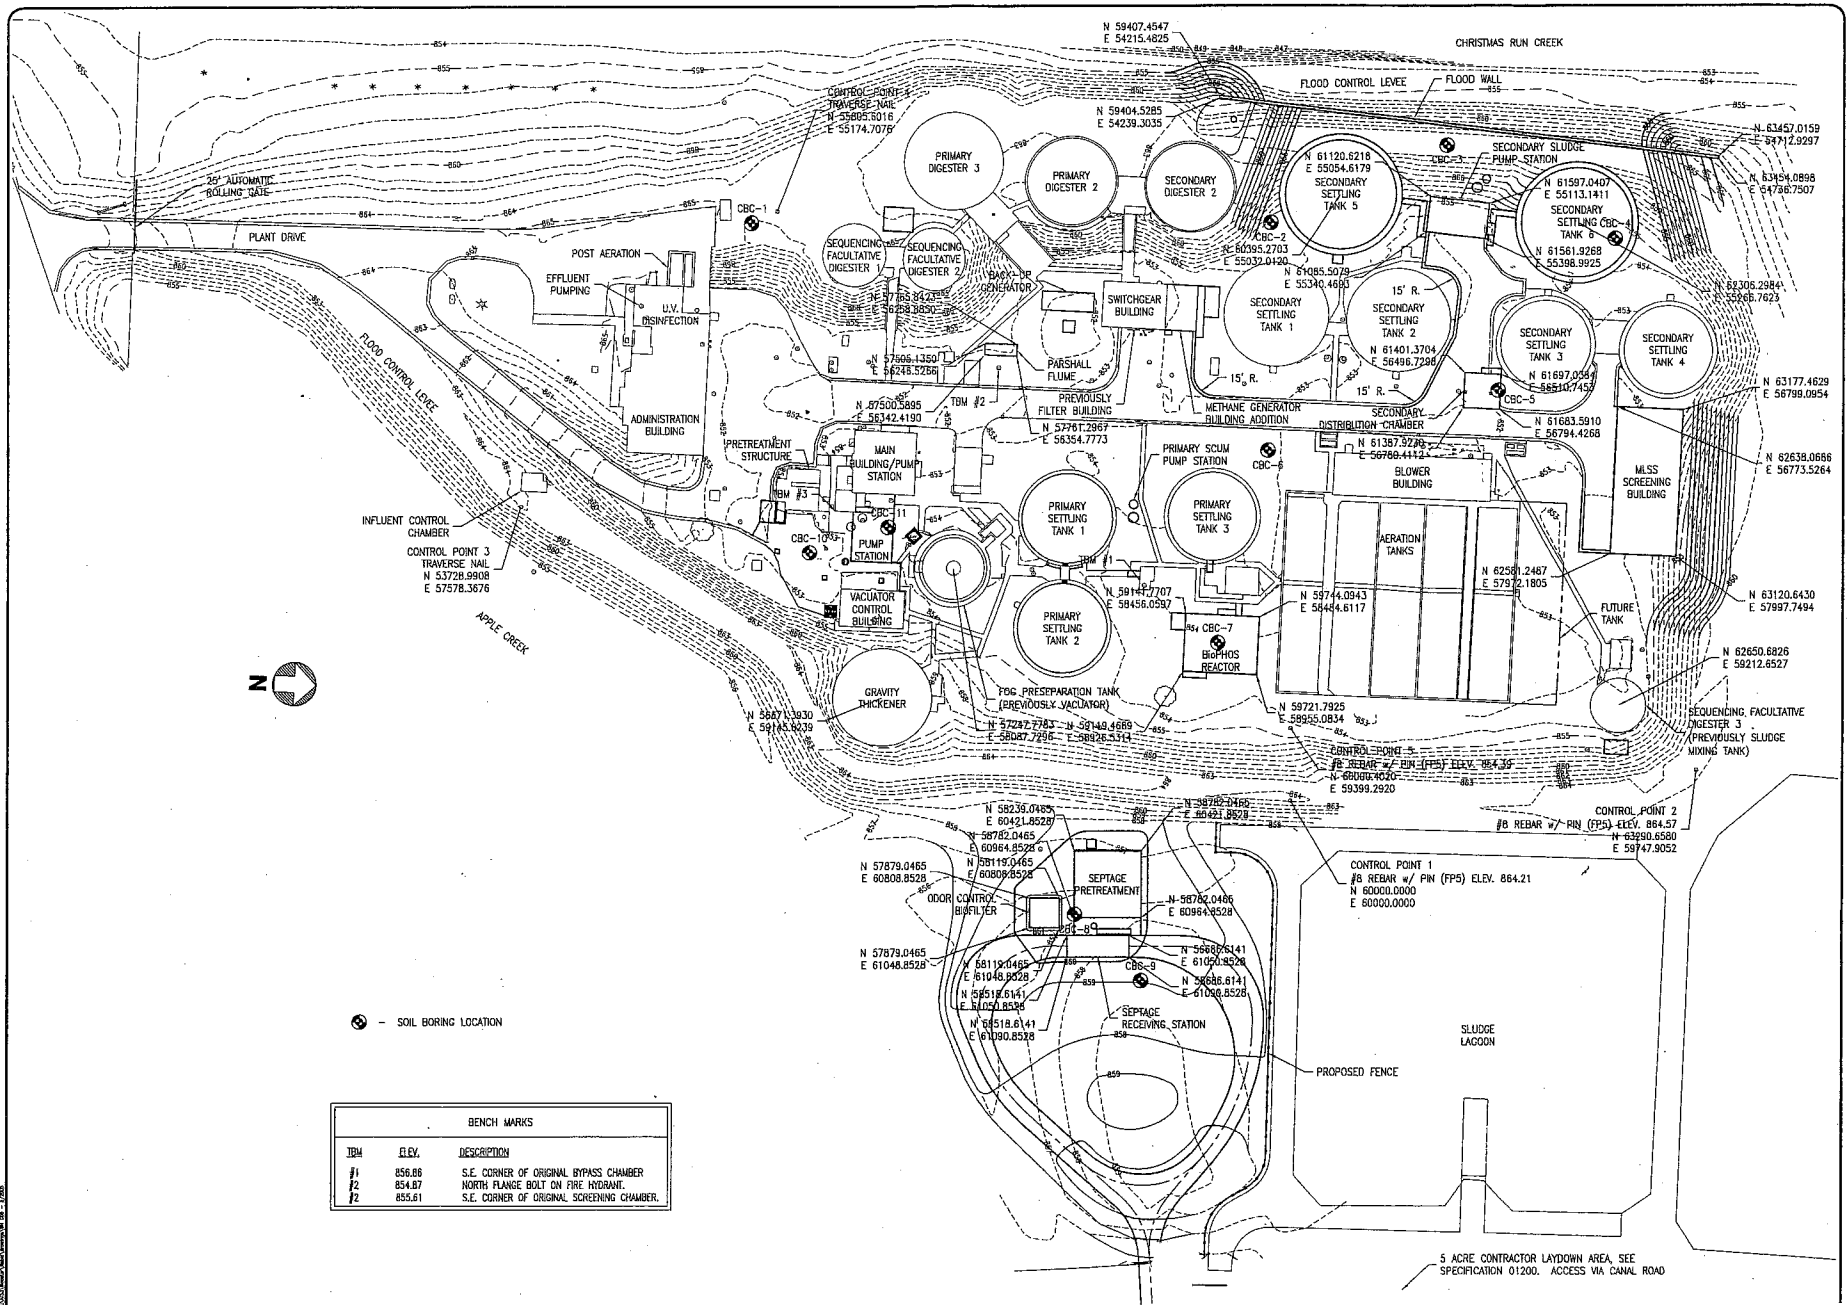 N 59407.4547
E 54215.4825
CHRISTMAS RUN CREEK
FLOOD CONTROL LEVEE
FLOOD WALL
CONTROL POINT 4
TRAVERSE NAIL
N 55805.6016
E 55174.7076
N 59404.5285
E 54239.3035
N 63457.0159
E 54712.9297
N 63454.0898
E 54736.7507
25' AUTOMATIC
ROLLING GATE
PLANT DRIVE
CBC-1
PRIMARY
DIGESTER 3
PRIMARY
DIGESTER 2
SECONDARY
DIGESTER 2
N 61120.6218
E 55054.6179
SECONDARY
SETTLING
TANK 5
CBC-3
SECONDARY SLUDGE
PUMP STATION
N 61597.0407
E 55113.1411
SECONDARY
SETTLING
TANK 6
CBC-4
CBC-2
N 60395.2703
E 55032.0120
N 61561.9268
E 55398.9925
POST AERATION
EFFLUENT
PUMPING
U.V.
DISINFECTION
SEQUENCING
FACULTATIVE
DIGESTER 1
SEQUENCING
FACULTATIVE
DIGESTER 2
BACK-UP
GENERATOR
SWITCHGEAR
BUILDING
N 61085.5079
E 55340.4693
15' R.
SECONDARY
SETTLING
TANK 1
SECONDARY
SETTLING
TANK 2
SECONDARY
SETTLING
TANK 3
SECONDARY
SETTLING
TANK 4
N 62306.2984
N 57505.1350
E 56246.5266
PARSHALL
FLUME
N 61401.3704
E 56496.7298
15' R.
15' R.
N 61697.0384
E 56510.7453
CBC-5
N 63177.4629
E 56799.0954
N 57500.5895
E 56342.4190
TBM #2
PREVIOUSLY
FILTER BUILDING
METHANE GENERATOR
BUILDING ADDITION
SECONDARY
DISTRIBUTION CHAMBER
N 57761.2967
E 56354.7773
N 61683.5910
E 56794.4268
E 56780.4112
N 62638.0686
E 56773.5264
FLOOD CONTROL LEVEE
ADMINISTRATION
BUILDING
PRETREATMENT
STRUCTURE
MAIN
BUILDING/PUMP
STATION
PRIMARY SCUM
PUMP STATION
CBC-6
BLOWER
BUILDING
MLSS
SCREENING
BUILDING
TBM #3
CBC-11
CBC-10
PUMP
STATION
PRIMARY
SETTLING
TANK 1
PRIMARY
SETTLING
TANK 3
AERATION
TANKS
INFLUENT CONTROL
CHAMBER
CONTROL POINT 3
TRAVERSE NAIL
N 53728.9908
E 57578.3676
TBM #1
N 62581.2487
E 57972.1805
N 63120.6430
E 57997.7494
VACUATOR
CONTROL
BUILDING
N 59141.7707
E 58456.0597
N 59744.0943
E 58484.6117
FUTURE
TANK
APPLE CREEK
PRIMARY
SETTLING
TANK 2
CBC-7
BioPHOS
REACTOR
N 62650.6826
E 59212.6527
N
GRAVITY
THICKENER
FOG PRESEPARATION TANK
(PREVIOUSLY VACUATOR)
N 56871.3930
E 59145.8239
N 57247.7783
E 58087.7296
N 59149.4689
E 58926.5314
N 59721.7925
E 58955.0834
SEQUENCING FACULTATIVE
DIGESTER 3
(PREVIOUSLY SLUDGE
MIXING TANK)
CONTROL POINT 5
#8 REBAR w/ PIN (FP5) ELEV. 864.39
N 60080.4020
E 59399.2920
CONTROL POINT 2
#8 REBAR w/ PIN (FP5) ELEV. 864.57
N 63290.6580
E 59747.9052
N 58239.0465
E 60421.8528
N 58782.0465
E 60421.8528
N 58782.0465
E 60964.8528
N 57879.0465
E 60808.8528
N 58119.0465
E 60808.8528
CONTROL POINT 1
#8 REBAR w/ PIN (FP5) ELEV. 864.21
N 60000.0000
E 60000.0000
SEPTAGE
PRETREATMENT
ODOR CONTROL
BIOFILTER
N 58782.0465
E 60964.8528
CBC-8
N 57879.0465
E 61048.8528
N 58119.0465
E 61048.8528
N 58686.6141
E 61050.8528
CBC-9
N 58518.6141
E 61050.8528
N 58686.6141
E 61090.8528
N 58518.6141
E 61090.8528
SEPTAGE
RECEIVING STATION
- SOIL BORING LOCATION
SLUDGE
LAGOON
PROPOSED FENCE
BENCH MARKS
TBM ELEV. DESCRIPTION
#1 856.86 S.E. CORNER OF ORIGINAL BYPASS CHAMBER
#2 854.87 NORTH FLANGE BOLT ON FIRE HYDRANT.
#2 855.61 S.E. CORNER OF ORIGINAL SCREENING CHAMBER.
5 ACRE CONTRACTOR LAYDOWN AREA, SEE
SPECIFICATION 01200. ACCESS VIA CANAL ROAD